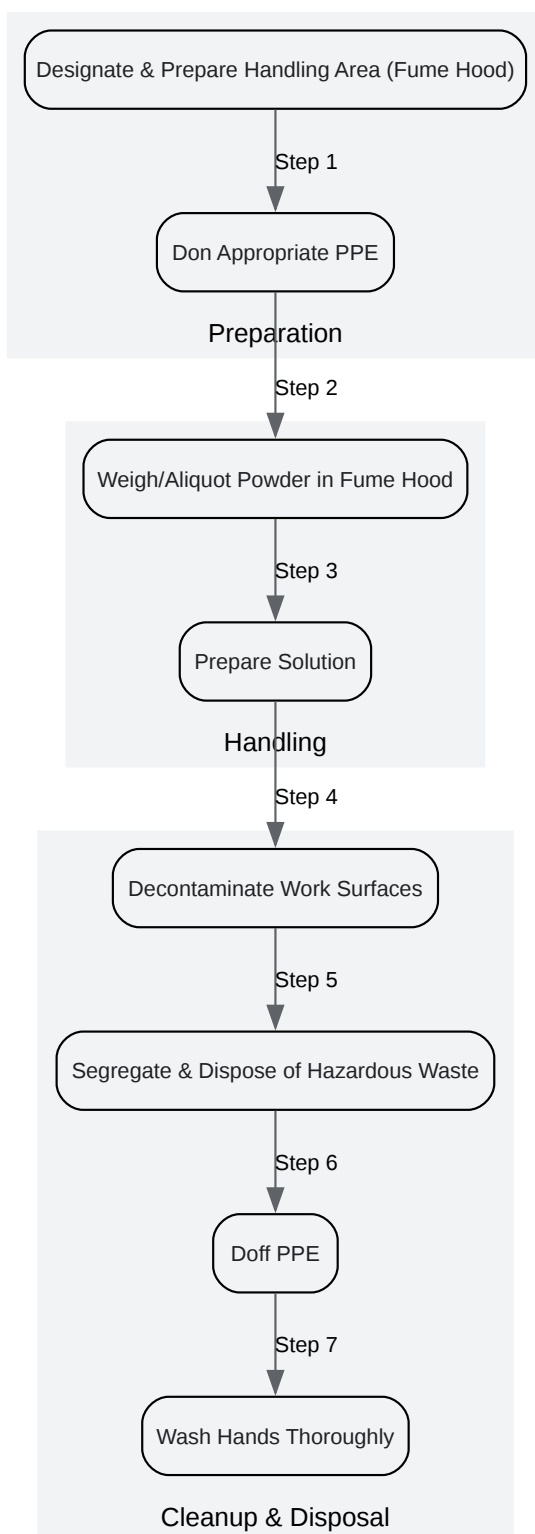 Designate & Prepare Handling Area (Fume Hood)
Step 1
Don Appropriate PPE
Preparation
Step 2
Weigh/Aliquot Powder in Fume Hood
Step 3
Prepare Solution
Handling
Step 4
Decontaminate Work Surfaces
Step 5
Segregate & Dispose of Hazardous Waste
Step 6
Doff PPE
Step 7
Wash Hands Thoroughly
Cleanup & Disposal